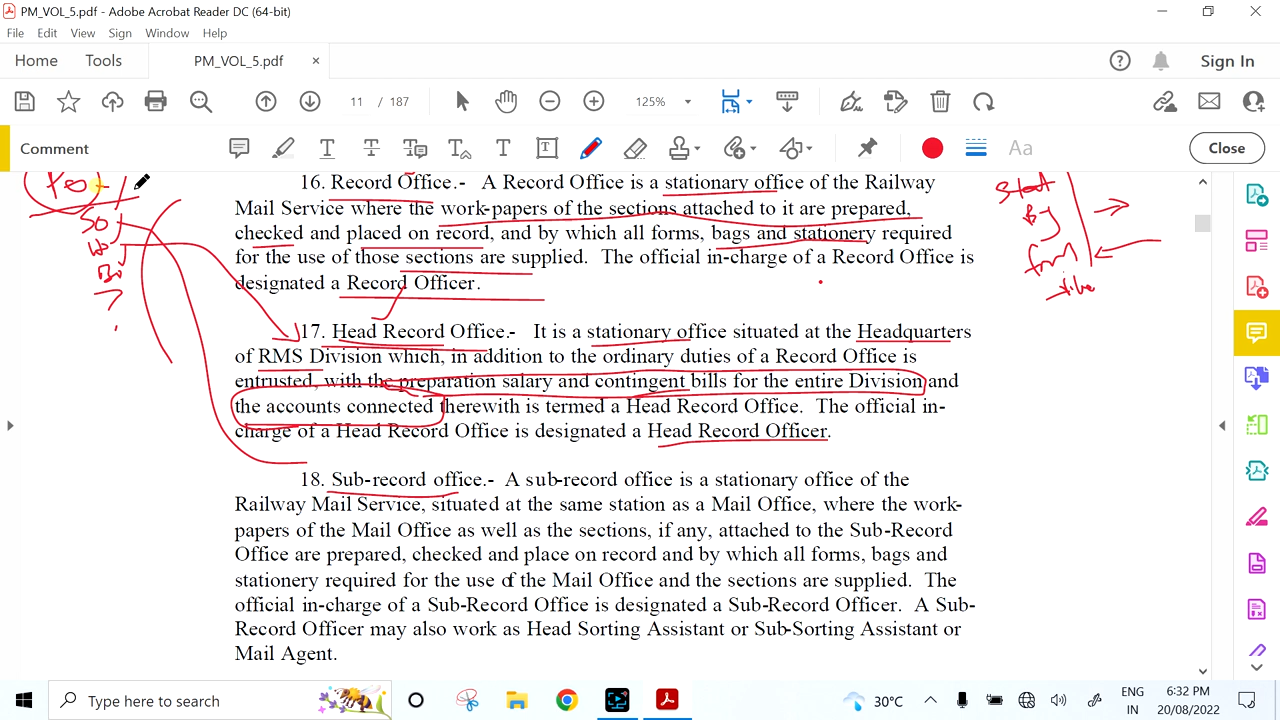 PM_VOL_5.pdf - Adobe Acrobat Reader DC (64-bit)
File Edit View Sign Window Help
Home Tools PM_VOL_5.pdf × Sign In
11 / 187 125%
Comment T T T T T Aa Close
16. Record Office.- A Record Office is a stationary office of the Railway
Mail Service where the work-papers of the sections attached to it are prepared,
checked and placed on record, and by which all forms, bags and stationery required
for the use of those sections are supplied. The official in-charge of a Record Office is
designated a Record Officer.
17. Head Record Office.- It is a stationary office situated at the Headquarters
of RMS Division which, in addition to the ordinary duties of a Record Office is
entrusted, with the preparation salary and contingent bills for the entire Division and
the accounts connected therewith is termed a Head Record Office. The official in-
charge of a Head Record Office is designated a Head Record Officer.
18. Sub-record office.- A sub-record office is a stationary office of the
Railway Mail Service, situated at the same station as a Mail Office, where the work-
papers of the Mail Office as well as the sections, if any, attached to the Sub-Record
Office are prepared, checked and place on record and by which all forms, bags and
stationery required for the use of the Mail Office and the sections are supplied. The
official in-charge of a Sub-Record Office is designated a Sub-Record Officer. A Sub-
Record Officer may also work as Head Sorting Assistant or Sub-Sorting Assistant or
Mail Agent.
SO
Type here to search 30°C ENG 6:32 PM
IN 20/08/2022